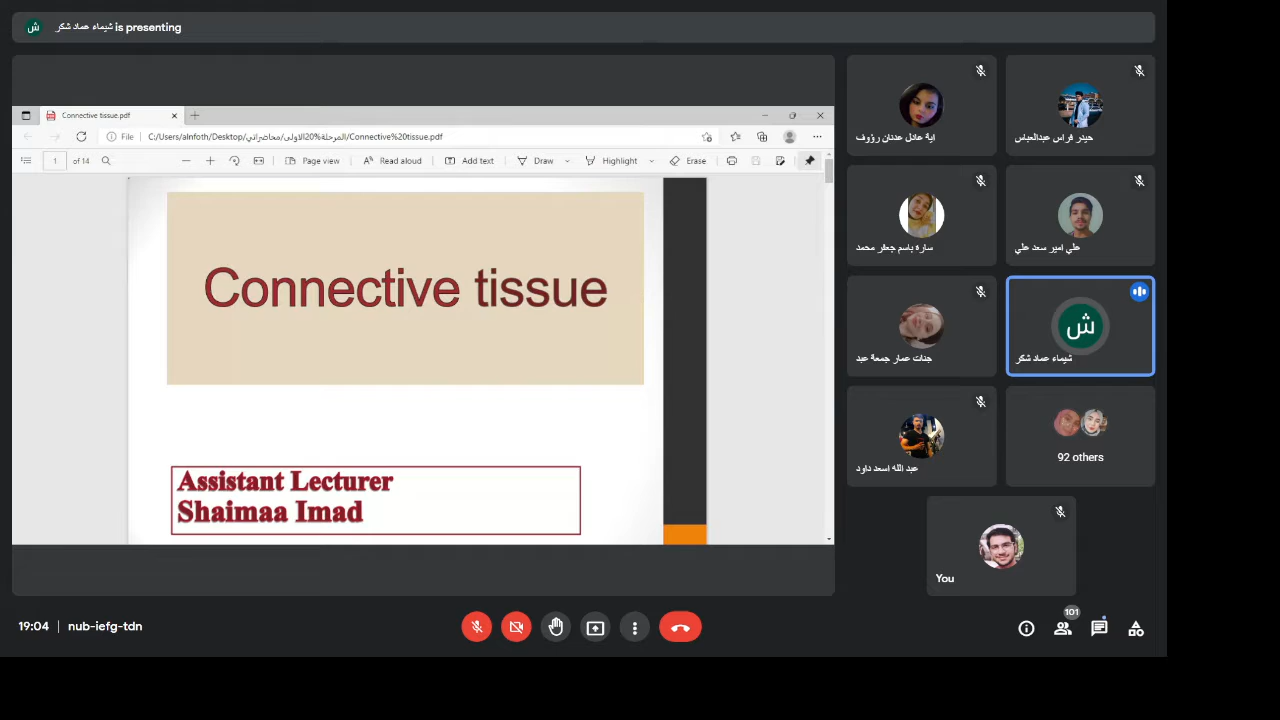 ش شيماء عماد شكر is presenting
Connective tissue.pdf
File C:/Users/alnfoth/Desktop/محاضراتي/المرحلة%20الاولى/Connective%20tissue.pdf
1 of 14 Page view Read aloud Add text Draw Highlight Erase
Connective tissue
Assistant Lecturer
Shaimaa Imad
اية عادل عدنان رؤوف
حيدر فراس عبدالعباس
سارة باسم جعفر محمد
علي امير سعد علي
جنات عمار جمعة عبد
ش
شيماء عماد شكر
عبد الله اسعد داود
92 others
You
19:04 nub-iefg-tdn
101